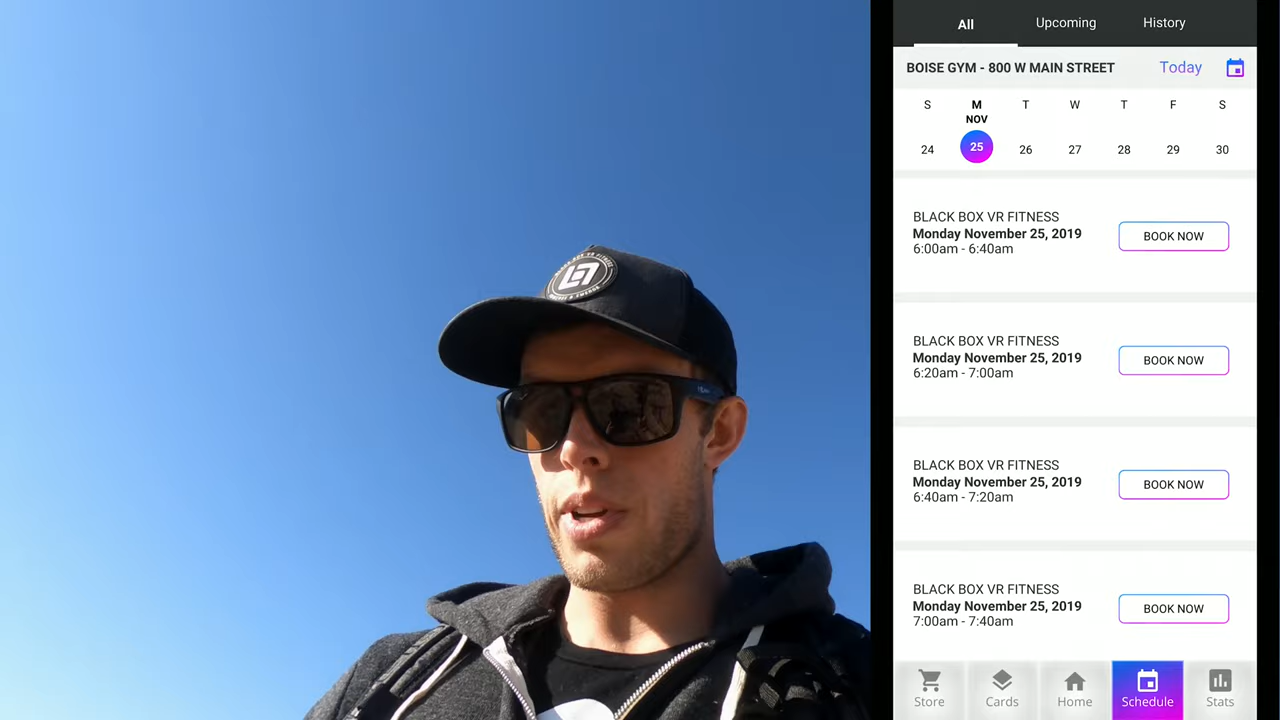 All Upcoming History
BOISE GYM - 800 W MAIN STREET Today
S M T W T F S
NOV
24 25 26 27 28 29 30
BLACK BOX VR FITNESS
Monday November 25, 2019
6:00am - 6:40am
BOOK NOW
BLACK BOX VR FITNESS
Monday November 25, 2019
6:20am - 7:00am
BOOK NOW
BLACK BOX VR FITNESS
Monday November 25, 2019
6:40am - 7:20am
BOOK NOW
BLACK BOX VR FITNESS
Monday November 25, 2019
7:00am - 7:40am
BOOK NOW
Store Cards Home Schedule Stats